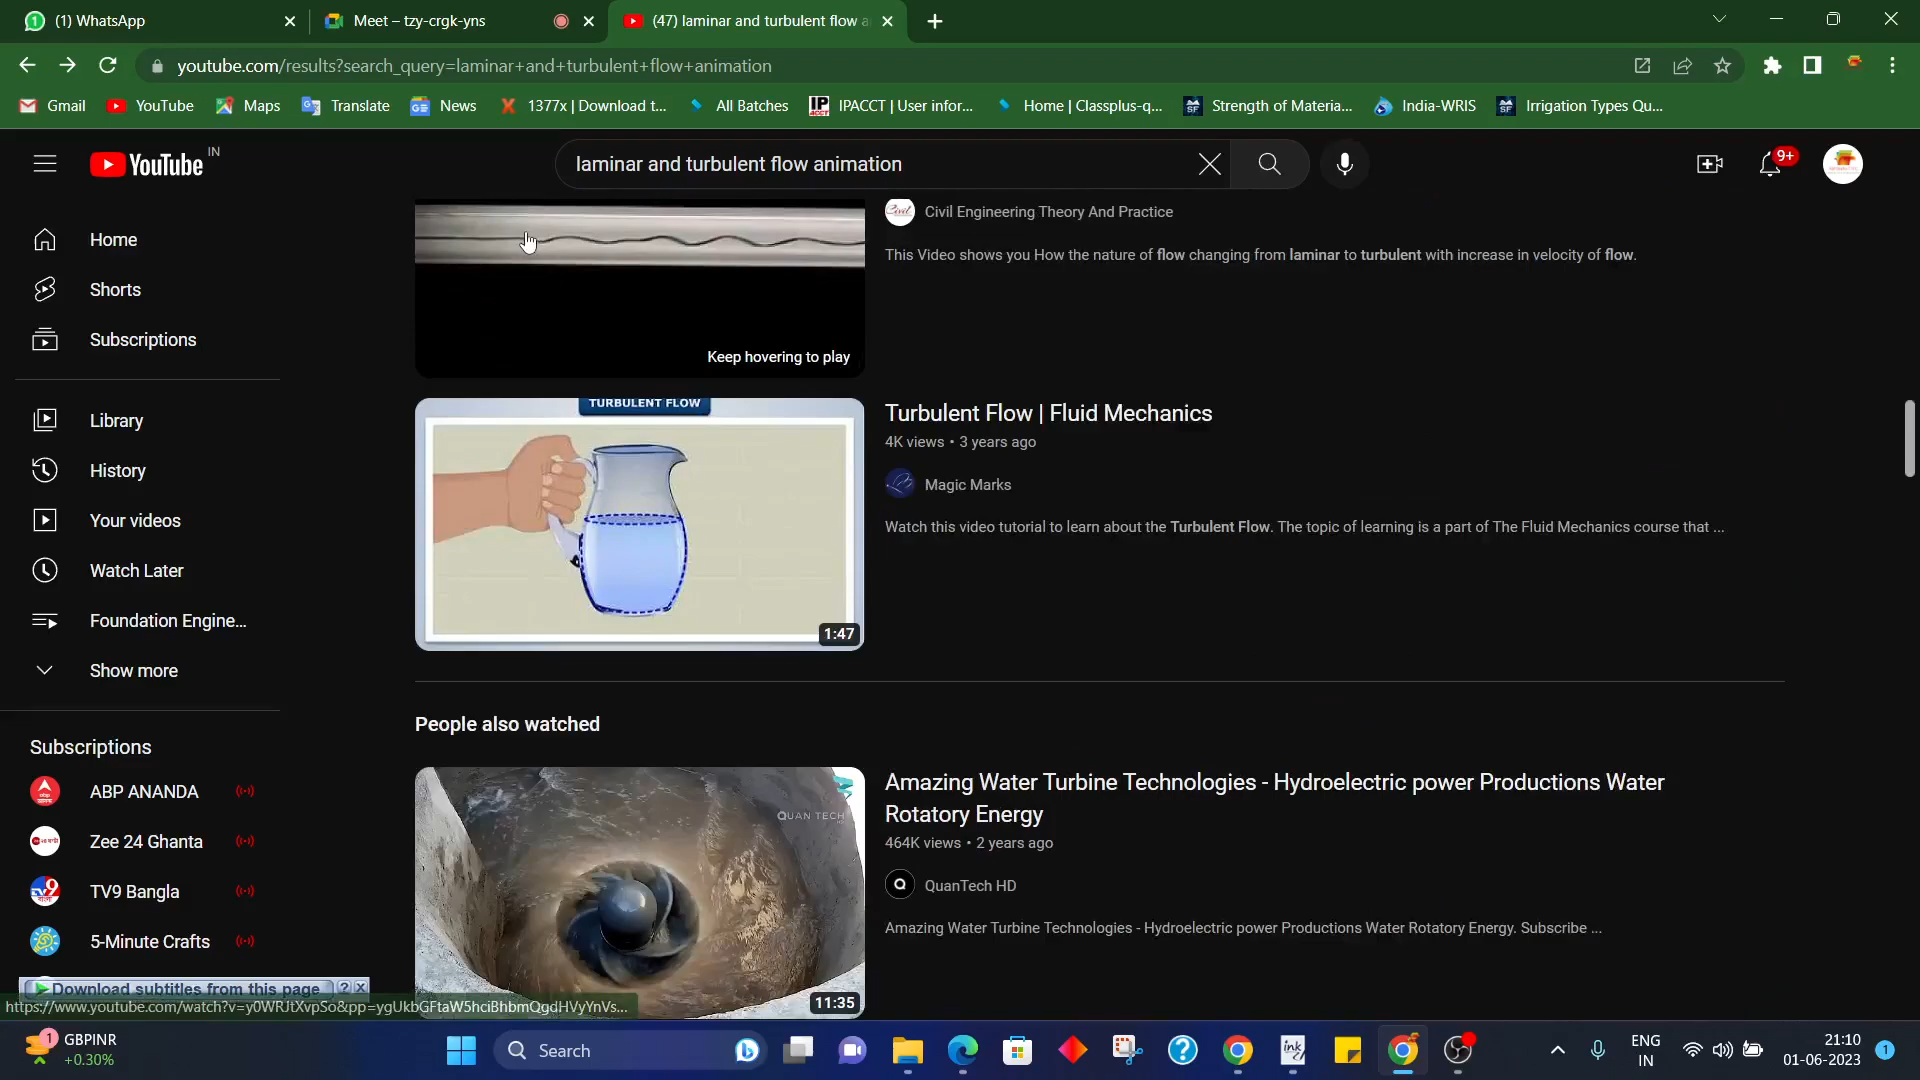 (1) WhatsApp
Meet – tzy-crgk-yns
(47) laminar and turbulent flow a
youtube.com/results?search_query=laminar+and+turbulent+flow+animation
Gmail
YouTube
Maps
Translate
News
1377x | Download t...
All Batches
IPACCT | User infor...
Home | Classplus-q...
Strength of Materia...
India-WRIS
Irrigation Types Qu...
YouTube IN
laminar and turbulent flow animation
9+
Home
Shorts
Subscriptions
Library
History
Your videos
Watch Later
Foundation Engine...
Show more
Subscriptions
ABP ANANDA
Zee 24 Ghanta
TV9 Bangla
5-Minute Crafts
Download subtitles from this page
Civil Engineering Theory And Practice
This Video shows you How the nature of flow changing from laminar to turbulent with increase in velocity of flow.
Keep hovering to play
TURBULENT FLOW
1:47
Turbulent Flow | Fluid Mechanics
4K views • 3 years ago
Magic Marks
Watch this video tutorial to learn about the Turbulent Flow. The topic of learning is a part of The Fluid Mechanics course that ...
People also watched
QUAN TECH
11:35
Amazing Water Turbine Technologies - Hydroelectric power Productions Water
Rotatory Energy
464K views • 2 years ago
QuanTech HD
Amazing Water Turbine Technologies - Hydroelectric power Productions Water Rotatory Energy. Subscribe ...
1
GBPINR
+0.30%
Search
ENG
IN
21:10
01-06-2023
1